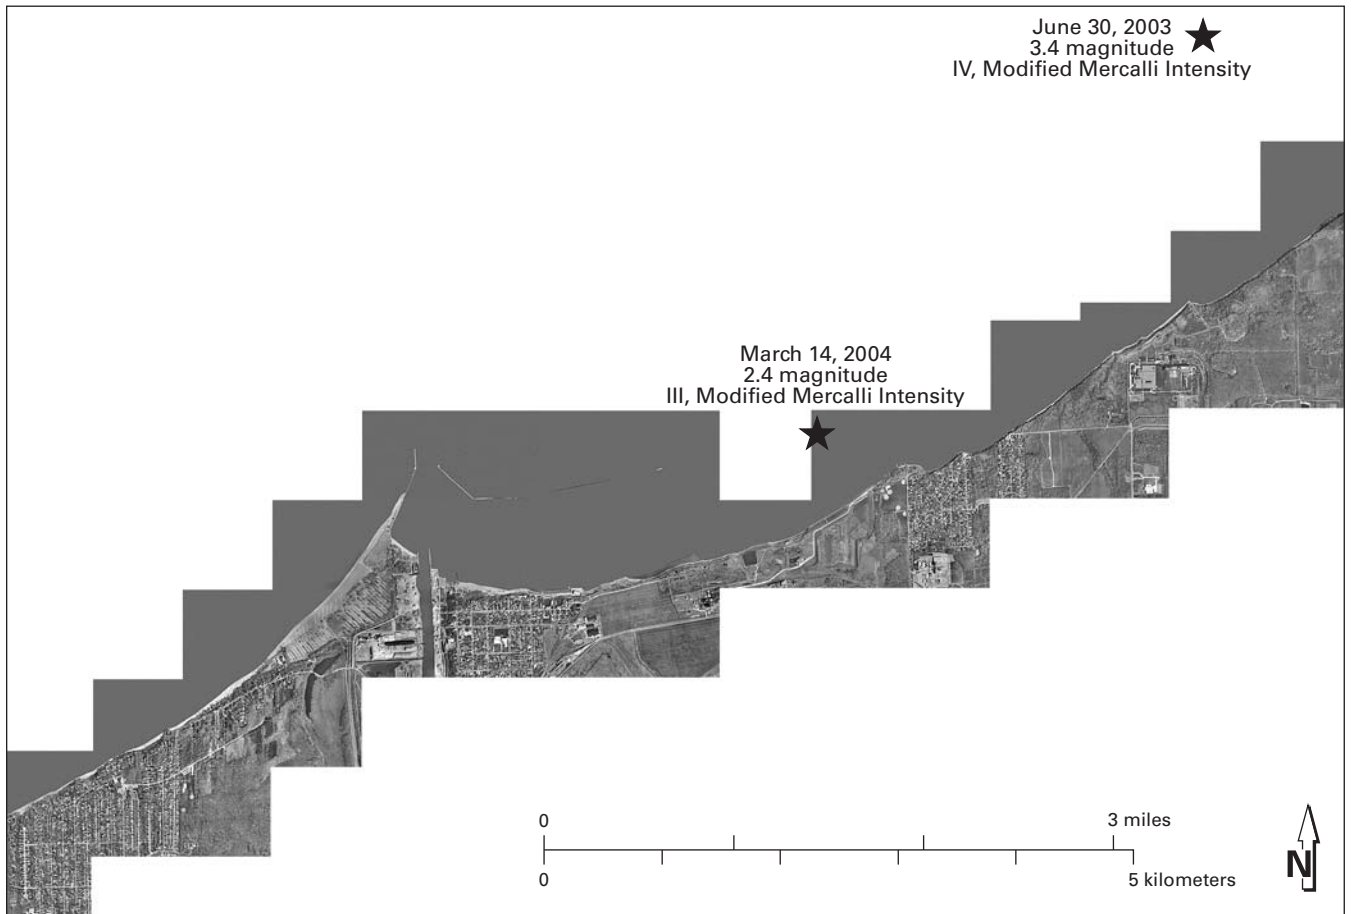 June 30, 2003
3.4 magnitude
IV, Modified Mercalli Intensity
March 14, 2004
2.4 magnitude
III, Modified Mercalli Intensity
0
3 miles
0
5 kilometers
N